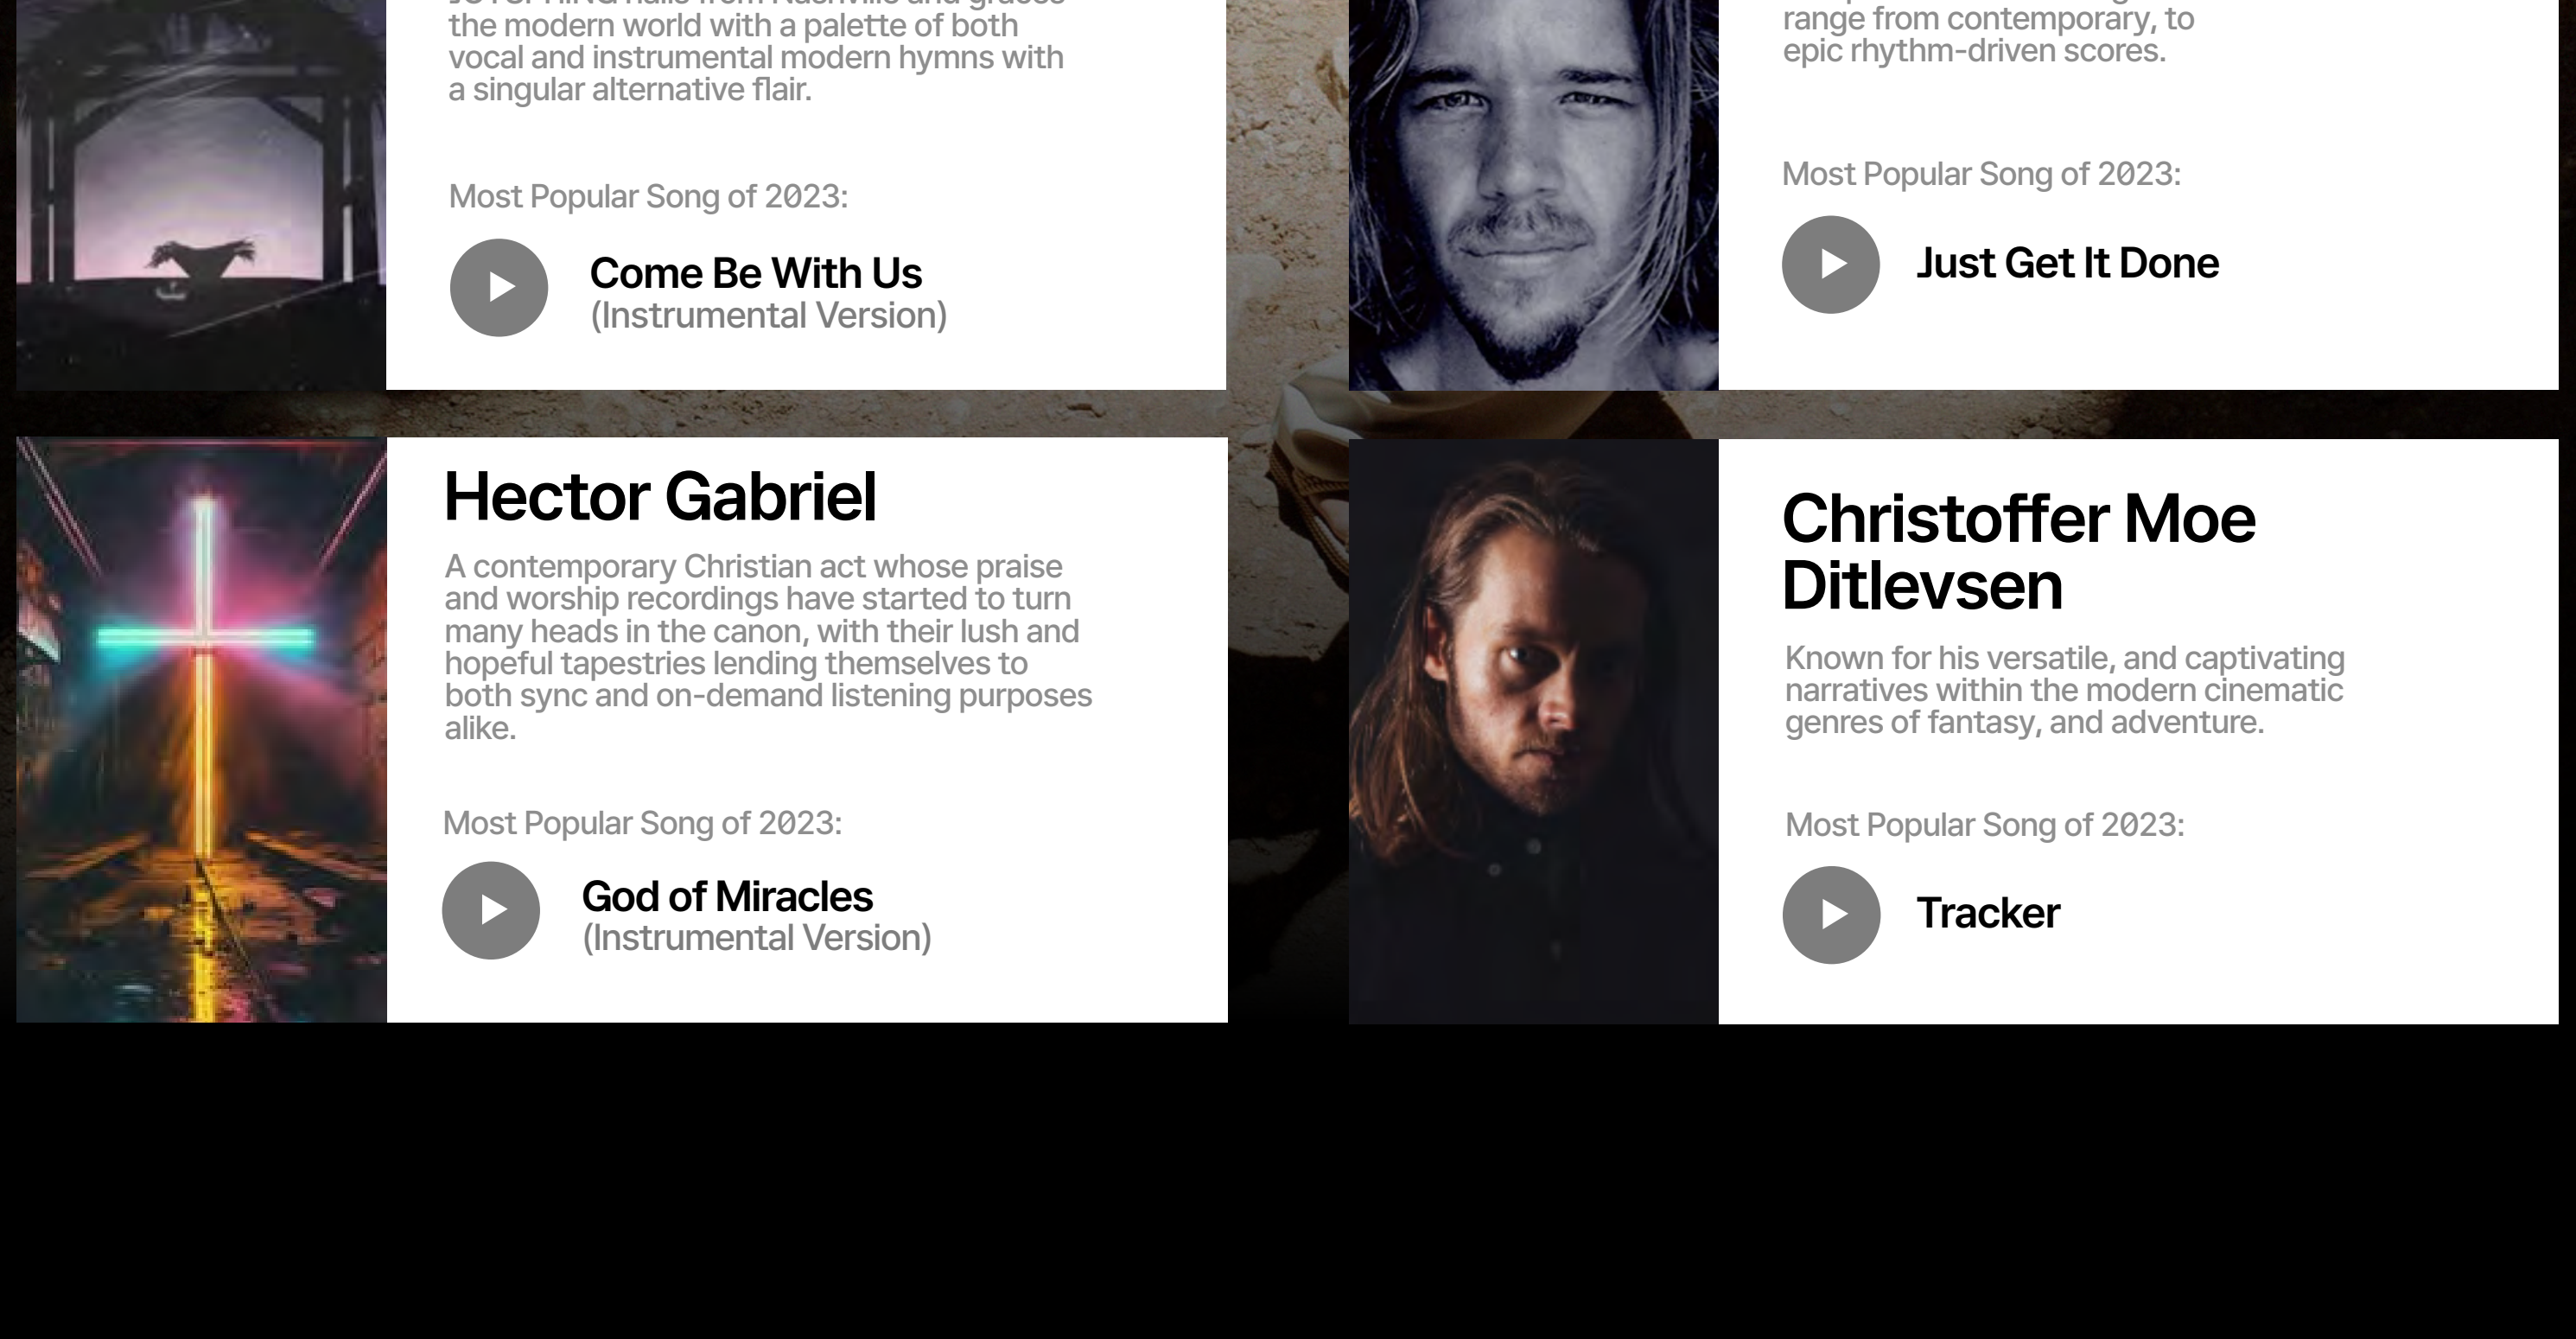 the modern world with a palette of both
vocal and instrumental modern hymns with
a singular alternative flair.
Most Popular Song of 2023:
Come Be With Us
(Instrumental Version)
range from contemporary, to
epic rhythm-driven scores.
Most Popular Song of 2023:
Just Get It Done
Hector Gabriel
A contemporary Christian act whose praise
and worship recordings have started to turn
many heads in the canon, with their lush and
hopeful tapestries lending themselves to
both sync and on-demand listening purposes
alike.
Most Popular Song of 2023:
God of Miracles
(Instrumental Version)
Christoffer Moe
Ditlevsen
Known for his versatile, and captivating
narratives within the modern cinematic
genres of fantasy, and adventure.
Most Popular Song of 2023:
Tracker